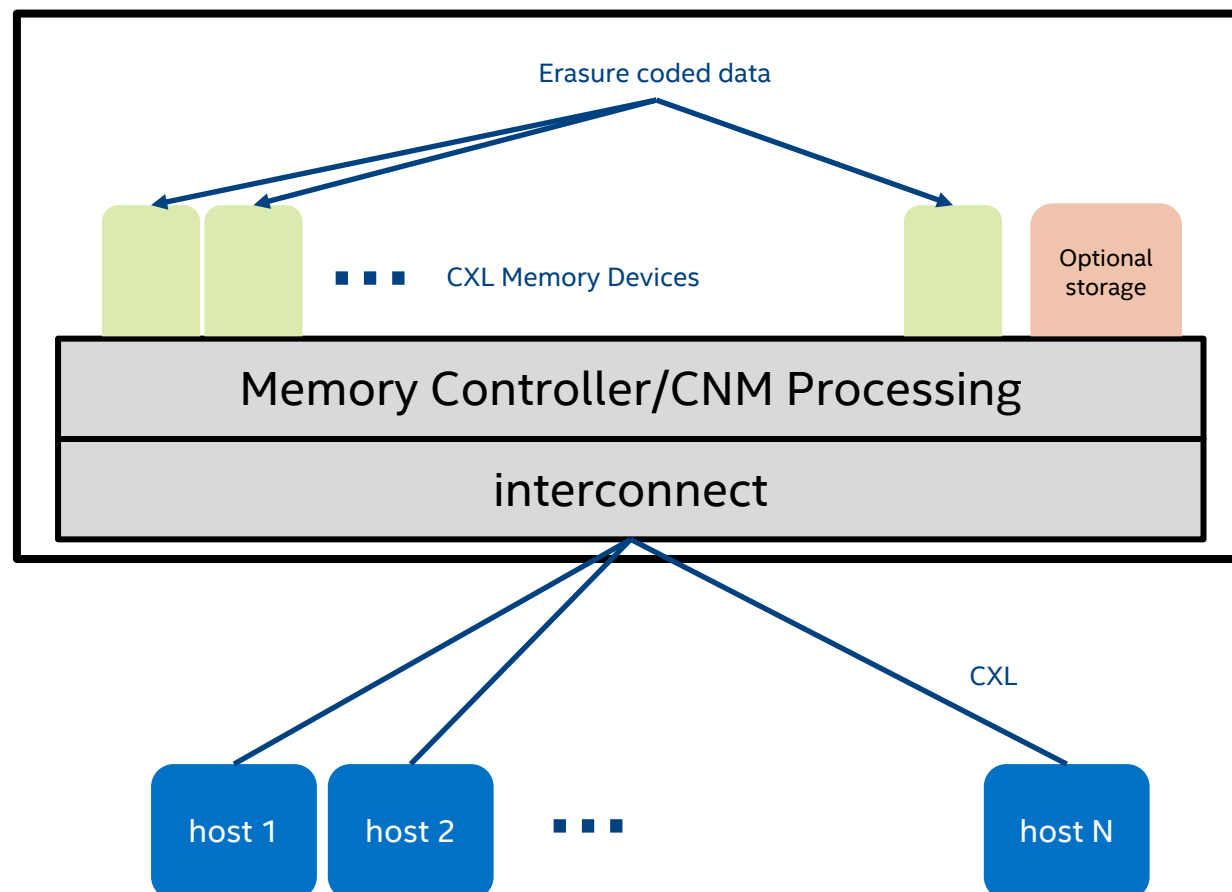 Erasure coded data
CXL Memory Devices
Optional
storage
Memory Controller/CNM Processing
interconnect
CXL
host 1
host 2
host N